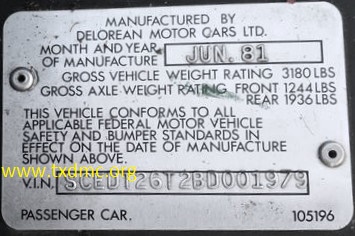 MANUFACTURED BY
DELOREAN MOTOR CARS LTD.
MONTH AND YEAR
OF MANUFACTURE JUN. 81
GROSS VEHICLE WEIGHT RATING 3180 LBS
GROSS AXLE WEIGHT RATING FRONT 1244 LBS
REAR 1936 LBS
THIS VEHICLE CONFORMS TO ALL
APPLICABLE FEDERAL MOTOR VEHICLE
SAFETY AND BUMPER STANDARDS IN
EFFECT ON THE DATE OF MANUFACTURE
SHOWN ABOVE.
www.txdmc.org
V.I.N. SCEDT26T2BD001979
PASSENGER CAR. 105196